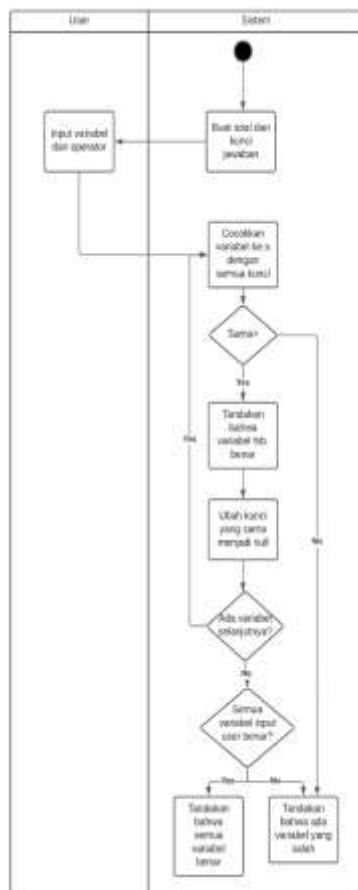 User
Sistem
Buat soal dan
kunci
jawaban
Input variabel
dan operator
Cocokkan
variabel ke x
dengan
semua kunci
Sama?
Yes
No
Yes
Tandakan
bahwa
variabel tsb.
benar
Ubah kunci
yang sama
menjadi null
Ada variabel
selanjutnya?
No
Semua
variabel input
user benar?
Yes
No
Tandakan
bahwa
semua
variabel
benar
Tandakan
bahwa ada
variabel yang
salah